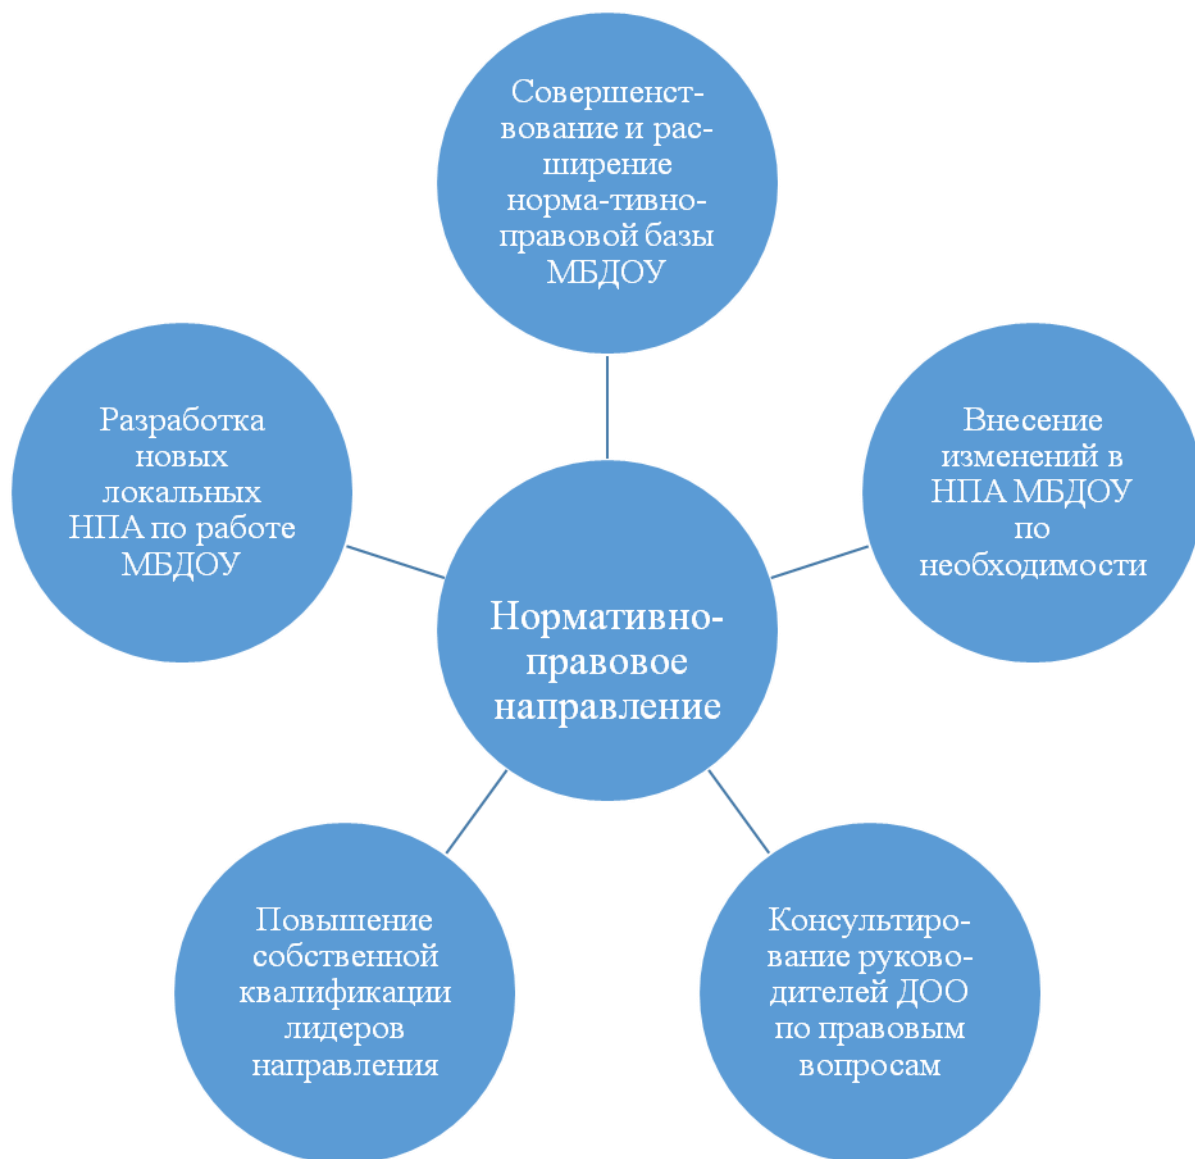 Совершенст-
вование и рас-
ширение
норма-тивно-
правовой базы
МБДОУ
Разработка
новых
локальных
НПА по работе
МБДОУ
Внесение
изменений в
НПА МБДОУ
по
необходимости
Нормативно-
правовое
направление
Повышение
собственной
квалификации
лидеров
направления
Консультиро-
вание руково-
дителей ДОО
по правовым
вопросам